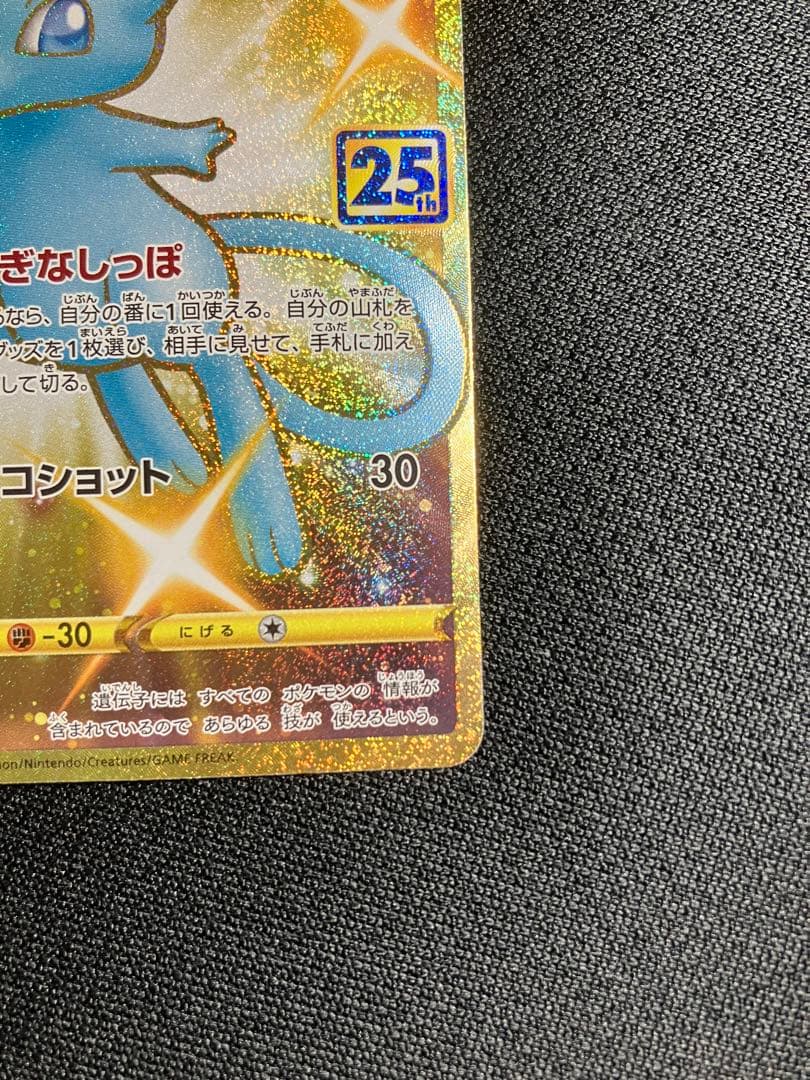 25th
ぎなしっぽ
るなら、自分の番に1回使える。自分の山札を
グッズを1枚選び、相手に見せて、手札に加え
して切る。
コショット 30
-30 にげる
遺伝子には すべての ポケモンの 情報が
含まれているので あらゆる 技が 使えるという。
on/Nintendo/Creatures/GAME FREAK